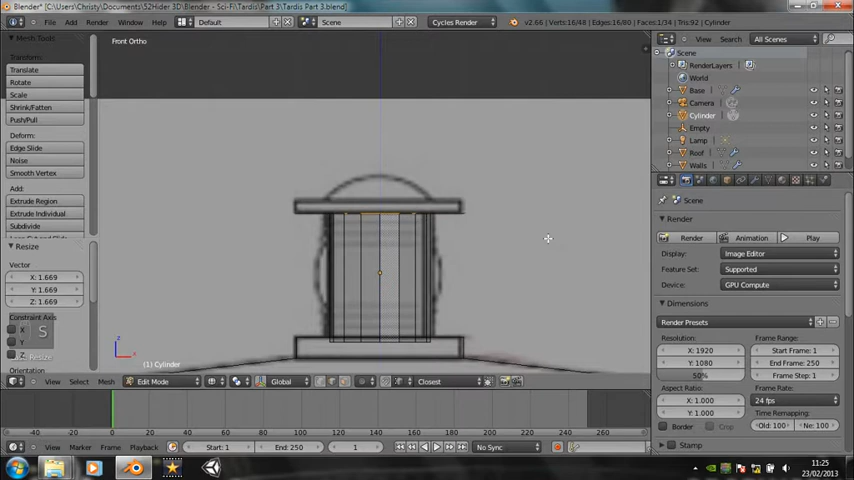 Blender* [C:\Users\Christy\Documents\52Hider 3D\Blender - Sci-Fi\Tardis Part 3\Tardis Part 3.blend]
File Add Render Window Help Default Scene Cycles Render v2.66 | Verts:16/48 | Edges:16/80 | Faces:1/34 | Tris:92 | Cylinder
Mesh Tools
Transform:
Translate
Rotate
Scale
Shrink/Fatten
Push/Pull
Deform:
Edge Slide
Noise
Smooth Vertex
Add:
Extrude Region
Extrude Individual
Subdivide
Resize
Vector
X: 1.669
Y: 1.669
Z: 1.669
Constraint Axis
X
Y
Z
Orientation
S
Resize
Front Ortho
z
x
(1) Cylinder
View Select Mesh Edit Mode Global Closest
View Search All Scenes
Scene
RenderLayers
World
Base
Camera
Cylinder
Empty
Lamp
Roof
Walls
Scene
Render
Render Animation Play
Display: Image Editor
Feature Set: Supported
Device: GPU Compute
Dimensions
Render Presets
Resolution: Frame Range:
X: 1920 Start Frame: 1
Y: 1080 End Frame: 250
50% Frame Step: 1
Aspect Ratio: Frame Rate:
X: 1.000 24 fps
Y: 1.000 Time Remapping:
Border Crop Old: 100 Ne: 100
Stamp
-40 -20 0 20 40 60 80 100 120 140 160 180 200 220 240 260
View Marker Frame Playback Start: 1 End: 250 1 No Sync
11:25
23/02/2013